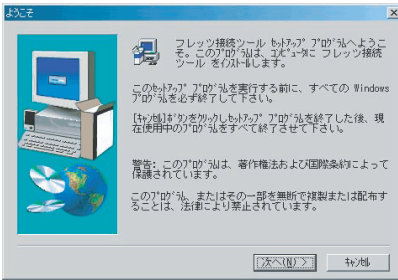 ようこそ
フレッツ接続ツール ｾｯﾄｱｯﾌﾟ ﾌﾟﾛｸﾞﾗﾑへようこ
そ。このﾌﾟﾛｸﾞﾗﾑは、ｺﾝﾋﾟｭｰﾀに フレッツ接続
ツール をｲﾝｽﾄｰﾙします。
このｾｯﾄｱｯﾌﾟ ﾌﾟﾛｸﾞﾗﾑを実行する前に、すべての Windows
ﾌﾟﾛｸﾞﾗﾑを必ず終了して下さい。
[ｷｬﾝｾﾙ]ﾎﾞﾀﾝをｸﾘｯｸしｾｯﾄｱｯﾌﾟ ﾌﾟﾛｸﾞﾗﾑを終了した後、現
在使用中のﾌﾟﾛｸﾞﾗﾑをすべて終了させて下さい。
警告: このﾌﾟﾛｸﾞﾗﾑは、著作権法および国際条約によって
保護されています。
このﾌﾟﾛｸﾞﾗﾑ、またはその一部を無断で複製または配布す
ることは、法律により禁止されています。
次へ(N) >
ｷｬﾝｾﾙ